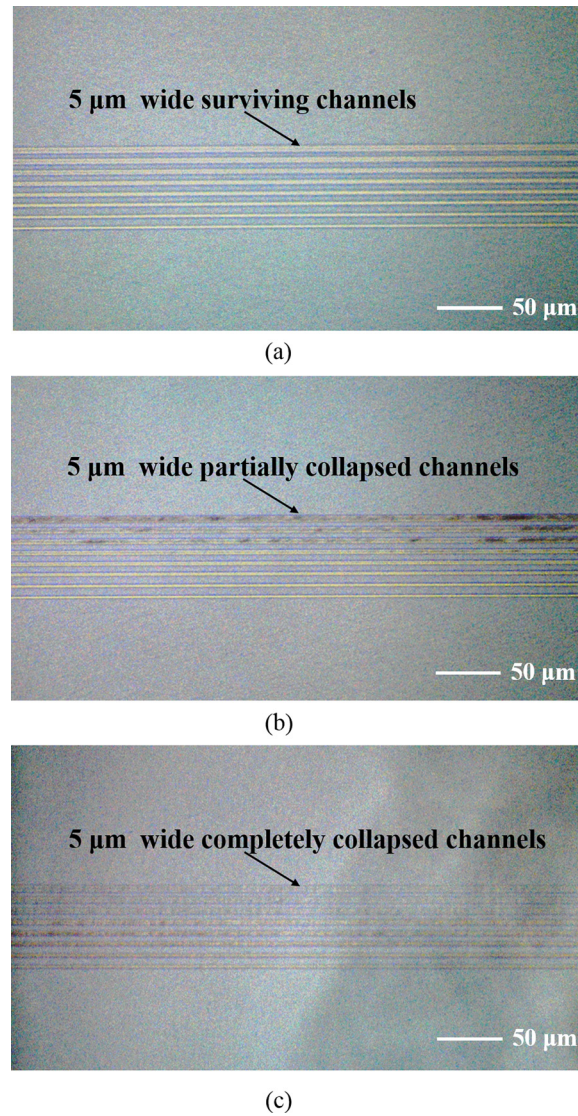 5 μm wide surviving channels
50 μm
(a)
5 μm wide partially collapsed channels
50 μm
(b)
5 μm wide completely collapsed channels
50 μm
(c)